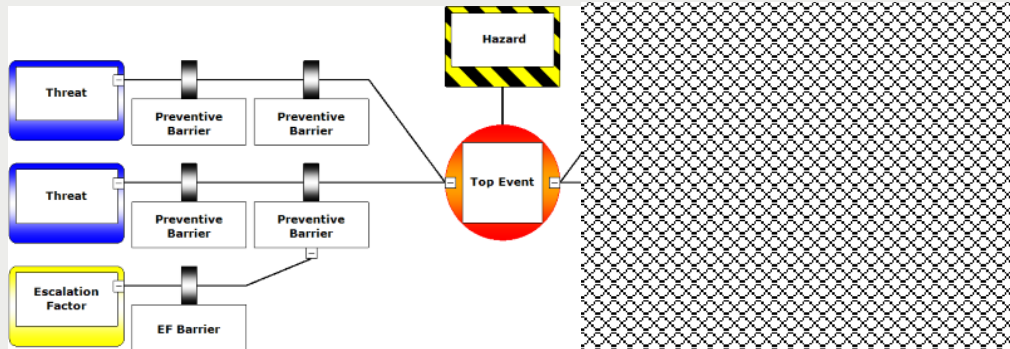 Hazard
Threat
Preventive
Barrier
Preventive
Barrier
Top Event
Threat
Preventive
Barrier
Preventive
Barrier
Escalation
Factor
EF Barrier